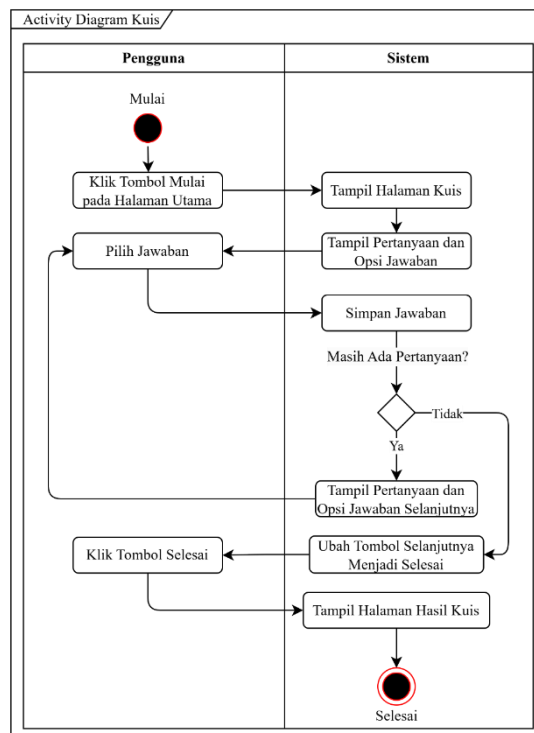 Activity Diagram Kuis
Pengguna
Sistem
Mulai
Klik Tombol Mulai
pada Halaman Utama
Tampil Halaman Kuis
Pilih Jawaban
Tampil Pertanyaan dan
Opsi Jawaban
Simpan Jawaban
Masih Ada Pertanyaan?
Tidak
Ya
Tampil Pertanyaan dan
Opsi Jawaban Selanjutnya
Klik Tombol Selesai
Ubah Tombol Selanjutnya
Menjadi Selesai
Tampil Halaman Hasil Kuis
Selesai